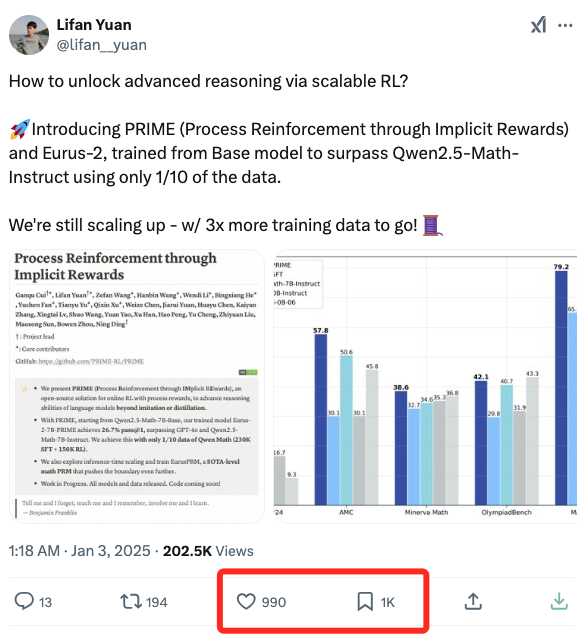 Lifan Yuan
@lifan__yuan
How to unlock advanced reasoning via scalable RL?
🚀Introducing PRIME (Process Reinforcement through Implicit Rewards)
and Eurus-2, trained from Base model to surpass Qwen2.5-Math-
Instruct using only 1/10 of the data.
We're still scaling up - w/ 3x more training data to go! 🧵
Process Reinforcement through
Implicit Rewards
Ganqu Cui†*, Lifan Yuan†*, Zefan Wang*, Hanbin Wang*, Wendi Li*, Bingxiang He*
, Yuchen Fan*, Tianyu Yu*, Qixin Xu*, Weize Chen, Jiarui Yuan, Huayu Chen, Kaiyan
Zhang, Xingtai Lv, Shuo Wang, Yuan Yao, Xu Han, Hao Peng, Yu Cheng, Zhiyuan Liu,
Maosong Sun, Bowen Zhou, Ning Ding†
† : Project lead
*: Core contributors
GitHub: https://github.com/PRIME-RL/PRIME
✨ • We present PRIME (Process Reinforcement through IMplicit REwards), an
open-source solution for online RL with process rewards, to advance reasoning
abilities of language models beyond imitation or distillation.
• With PRIME, starting from Qwen2.5-Math-7B-Base, our trained model Eurus-
2-7B-PRIME achieves 26.7% pass@1, surpassing GPT-4o and Qwen2.5-
Math-7B-Instruct. We achieve this with only 1/10 data of Qwen Math (230K
SFT + 150K RL).
• We also explore inference-time scaling and train EurusPRM, a SOTA-level
math PRM that pushes the boundary even further.
• Work in Progress. All models and data released. Code coming soon!
Tell me and I forget, teach me and I remember, involve me and I learn.
— Benjamin Franklin
PRIME
SFT
ath-7B-Instruct
0B-Instruct
-08-06
16.7
9.3
57.8
30.1
50.6
30.1
45.8
38.6
32.7
34.6
35.3
36.8
42.1
29.8
40.7
31.9
43.3
79.2
65.
24
AMC
Minerva Math
OlympiadBench
M
1:18 AM · Jan 3, 2025 · 202.5K Views
13
194
990
1K